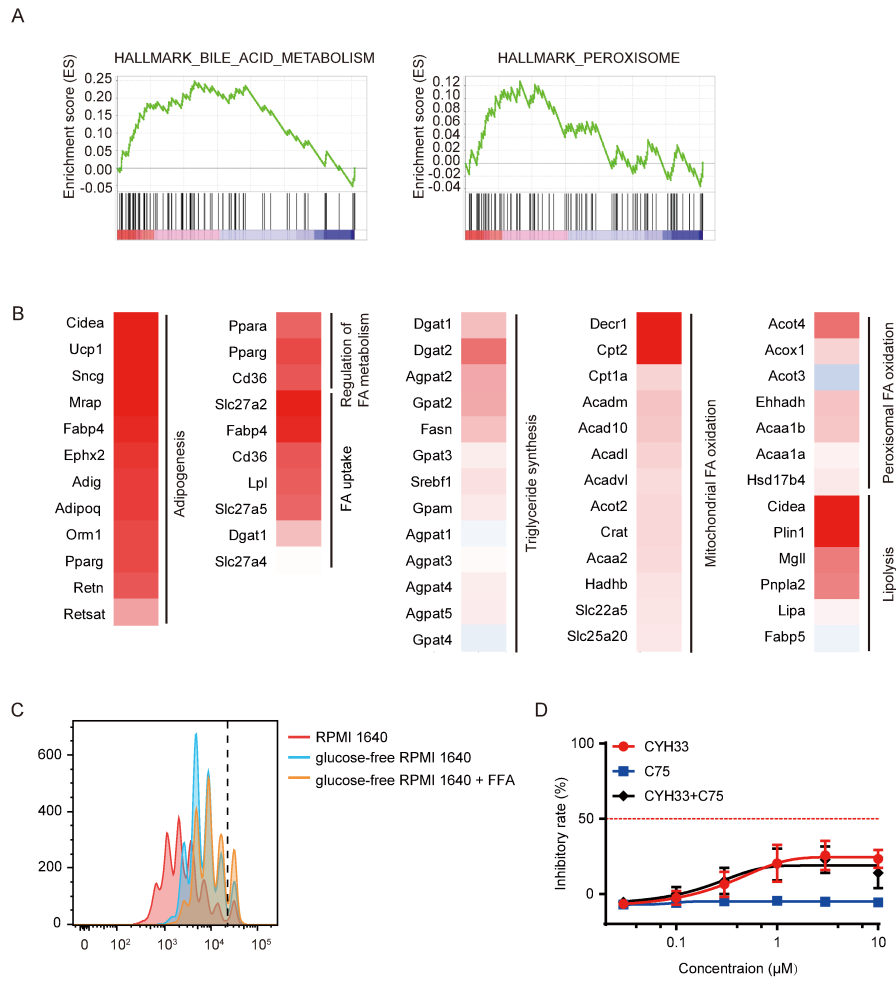 A
HALLMARK_BILE_ACID_METABOLISM
Enrichment score (ES)
0.25
0.20
0.15
0.10
0.05
0.00
-0.05
HALLMARK_PEROXISOME
Enrichment score (ES)
0.12
0.08
0.06
0.04
0.02
0.00
-0.02
-0.04
B
Cidea
Ucp1
Sncg
Mrap
Fabp4
Ephx2
Adig
Adipoq
Orm1
Pparg
Retn
Retsat
Adipogenesis
Ppara
Pparg
Cd36
Slc27a2
Fabp4
Cd36
Lpl
Slc27a5
Dgat1
Slc27a4
Regulation of
FA metabolism
FA uptake
Dgat1
Dgat2
Agpat2
Gpat2
Fasn
Gpat3
Srebf1
Gpam
Agpat1
Agpat3
Agpat4
Agpat5
Gpat4
Triglyceride synthesis
Decr1
Cpt2
Cpt1a
Acadm
Acad10
Acadl
Acadvl
Acot2
Crat
Acaa2
Hadhb
Slc22a5
Slc25a20
Mitochondrial FA oxidation
Acot4
Acox1
Acot3
Ehhadh
Acaa1b
Acaa1a
Hsd17b4
Cidea
Plin1
Mgll
Pnpla2
Lipa
Fabp5
Peroxisomal FA oxidation
Lipolysis
C
600
400
200
0
0
10²
10³
10⁴
10⁵
RPMI 1640
glucose-free RPMI 1640
glucose-free RPMI 1640 + FFA
D
Inhibitory rate (%)
100
50
0
CYH33
C75
CYH33+C75
0.1
1
10
Concentraion (μM)